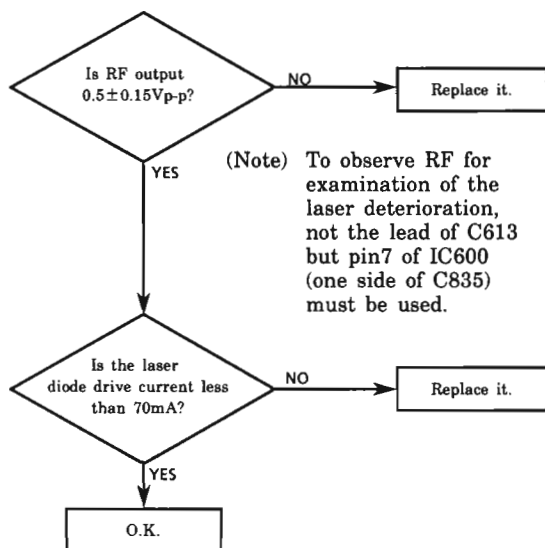 Is RF output
0.5±0.15Vp-p?
NO
Replace it.
YES
(Note) To observe RF for
examination of the
laser deterioration,
not the lead of C613
but pin7 of IC600
(one side of C835)
must be used.
Is the laser
diode drive current less
than 70mA?
NO
Replace it.
YES
O.K.